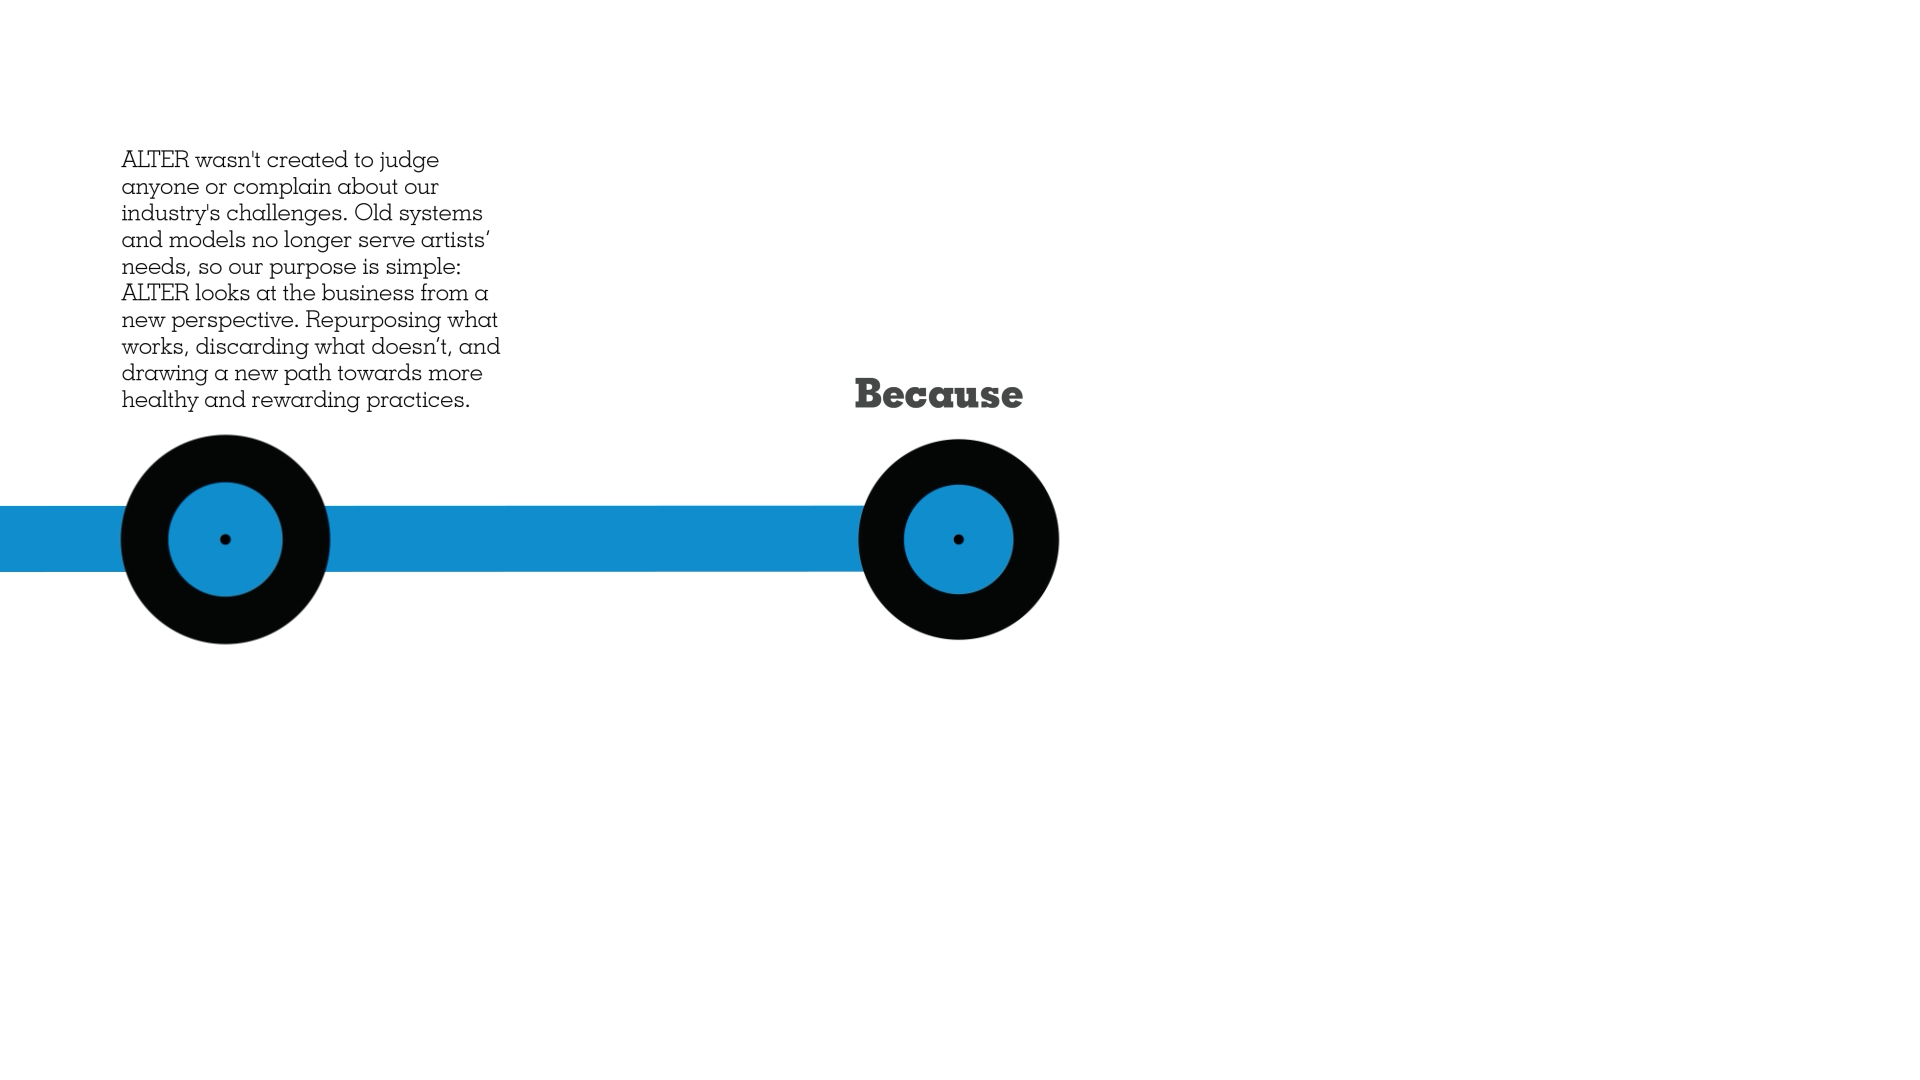 ALTER wasn't created to judge
anyone or complain about our
industry's challenges. Old systems
and models no longer serve artists’
needs, so our purpose is simple:
ALTER looks at the business from a
new perspective. Repurposing what
works, discarding what doesn’t, and
drawing a new path towards more
healthy and rewarding practices.
Because